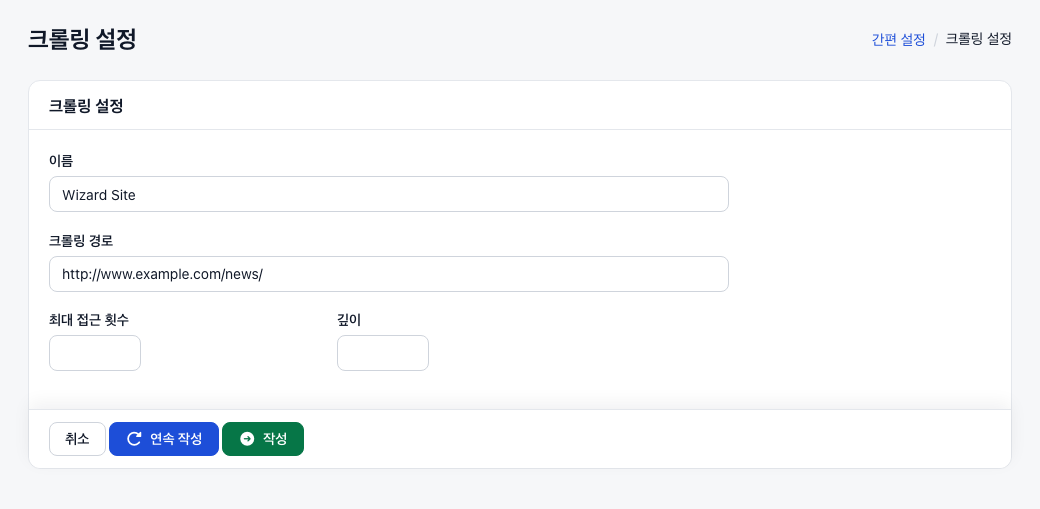 크롤링 설정
간편 설정 / 크롤링 설정
크롤링 설정
이름
Wizard Site
크롤링 경로
http://www.example.com/news/
최대 접근 횟수 깊이
취소 연속 작성 작성